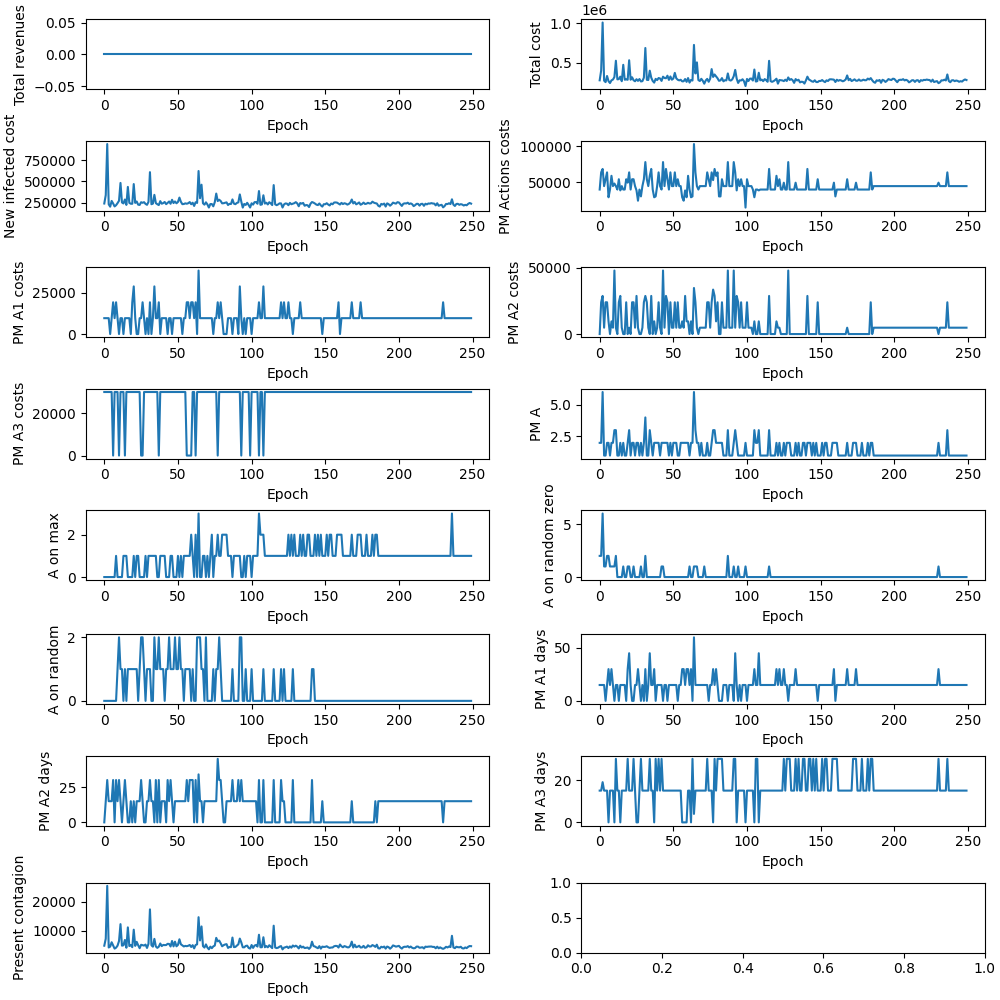 Total revenues
0.05
0.00
−0.05
0 50 100 150 200 250
Epoch
1e6
Total cost
1.0
0.5
0 50 100 150 200 250
Epoch
New infected cost
750000
500000
250000
0 50 100 150 200 250
Epoch
PM Actions costs
100000
50000
0 50 100 150 200 250
Epoch
PM A1 costs
25000
0
0 50 100 150 200 250
Epoch
PM A2 costs
50000
0
0 50 100 150 200 250
Epoch
PM A3 costs
20000
0
0 50 100 150 200 250
Epoch
PM A
5.0
2.5
0 50 100 150 200 250
Epoch
A on max
2
0
0 50 100 150 200 250
Epoch
A on random zero
5
0
0 50 100 150 200 250
Epoch
A on random
2
0
0 50 100 150 200 250
Epoch
PM A1 days
50
0
0 50 100 150 200 250
Epoch
PM A2 days
25
0
0 50 100 150 200 250
Epoch
PM A3 days
20
0
0 50 100 150 200 250
Epoch
Present contagion
20000
10000
0 50 100 150 200 250
Epoch
1.0
0.5
0.0
0.0 0.2 0.4 0.6 0.8 1.0